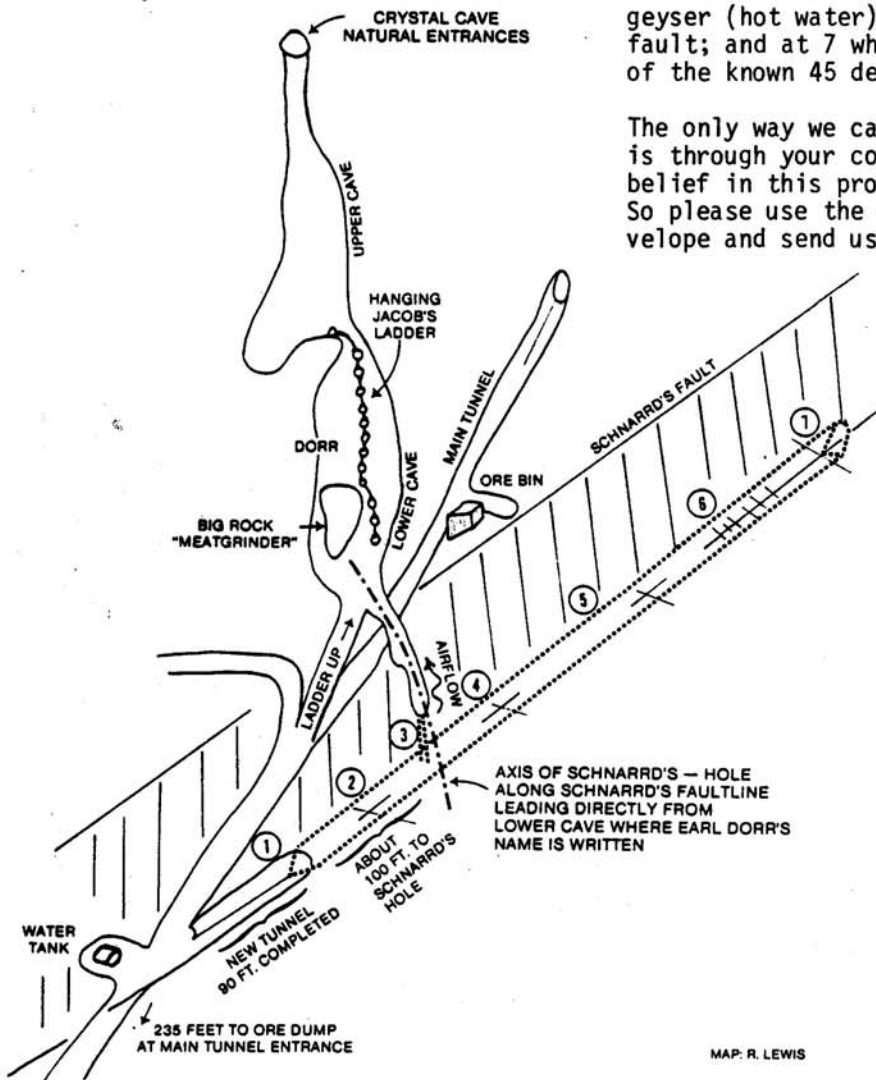 CRYSTAL CAVE
NATURAL ENTRANCES
geyser (hot water)
fault; and at 7 wh
of the known 45 de
The only way we ca
is through your co
belief in this pro
So please use the
velope and send us
UPPER CAVE
HANGING
JACOB'S
LADDER
DORR
LOWER CAVE
MAIN TUNNEL
SCHNARRD'S FAULT
ORE BIN
BIG ROCK
"MEATGRINDER"
7
6
5
4
3
2
1
LADDER UP
AIRFLOW
AXIS OF SCHNARRD'S — HOLE
ALONG SCHNARRD'S FAULTLINE
LEADING DIRECTLY FROM
LOWER CAVE WHERE EARL DORR'S
NAME IS WRITTEN
ABOUT
100 FT. TO
SCHNARRD'S
HOLE
NEW TUNNEL
90 FT. COMPLETED
WATER
TANK
235 FEET TO ORE DUMP
AT MAIN TUNNEL ENTRANCE
MAP: R. LEWIS